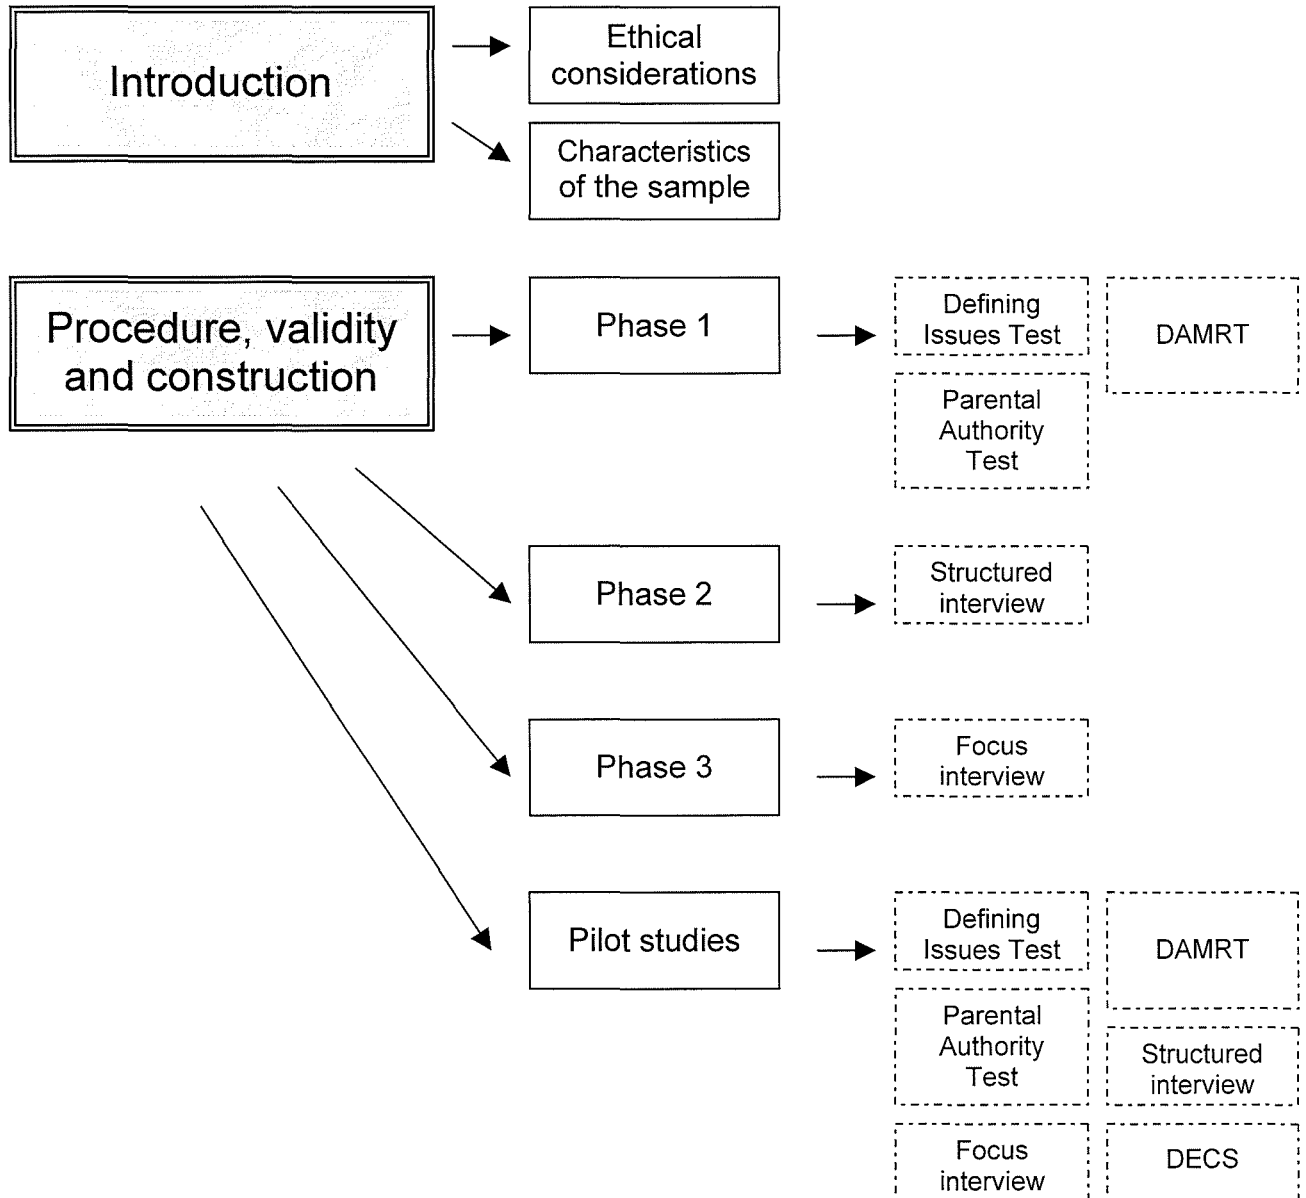 Introduction
Ethical
considerations
Characteristics
of the sample
Procedure, validity
and construction
Phase 1
Defining
Issues Test
DAMRT
Parental
Authority
Test
Phase 2
Structured
interview
Phase 3
Focus
interview
Pilot studies
Defining
Issues Test
DAMRT
Parental
Authority
Test
Structured
interview
Focus
interview
DECS